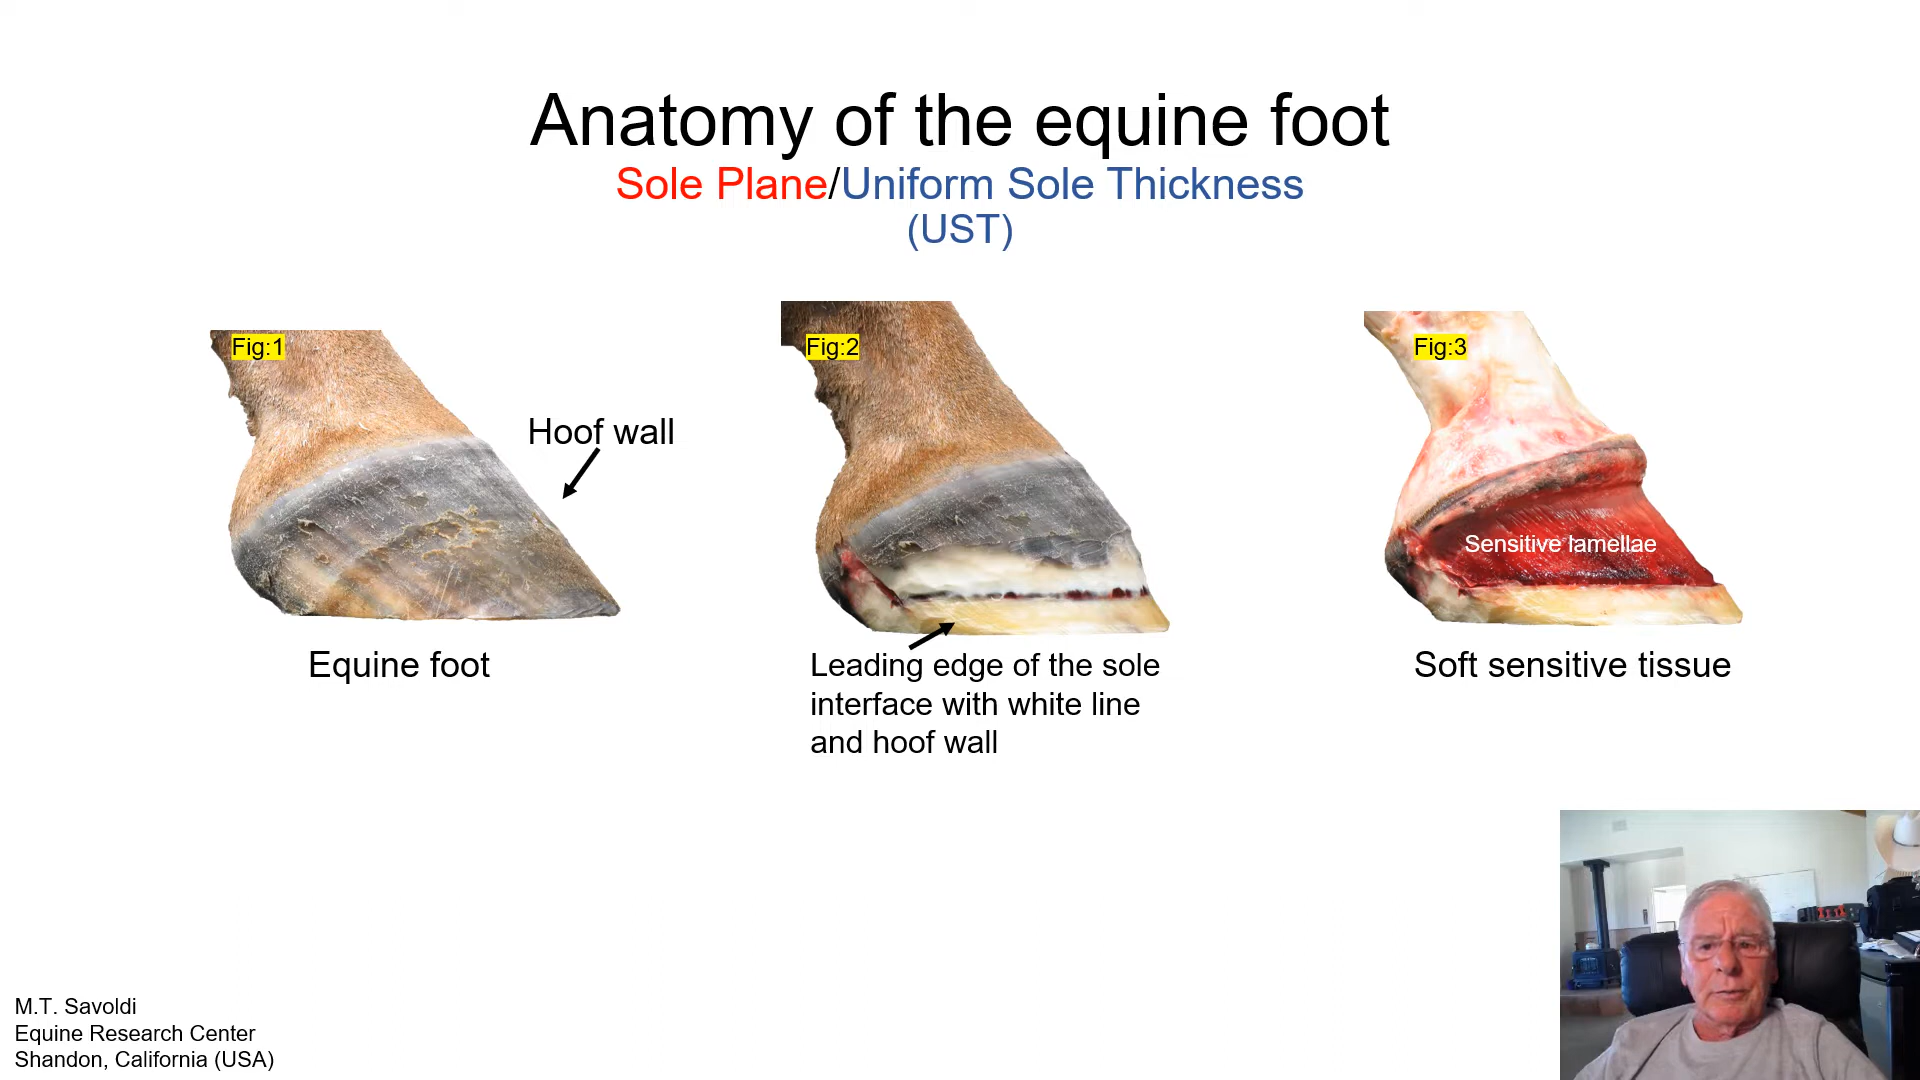 Anatomy of the equine foot
Sole Plane/Uniform Sole Thickness
(UST)
Fig:1
Hoof wall
Equine foot
Fig:2
Leading edge of the sole
interface with white line
and hoof wall
Fig:3
Sensitive lamellae
Soft sensitive tissue
M.T. Savoldi
Equine Research Center
Shandon, California (USA)